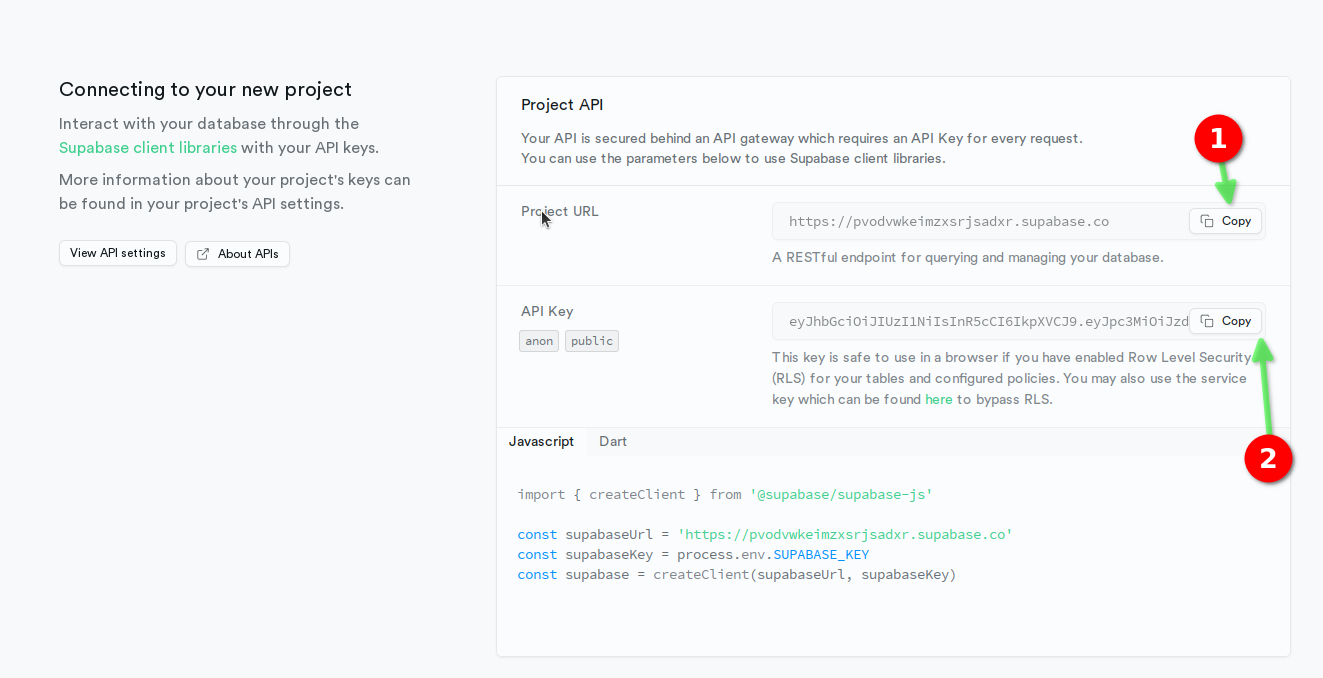 Connecting to your new project
Interact with your database through the
Supabase client libraries with your API keys.
More information about your project's keys can
be found in your project's API settings.
View API settings
About APIs
Project API
Your API is secured behind an API gateway which requires an API Key for every request.
You can use the parameters below to use Supabase client libraries.
1
Project URL
https://pvodvwkeimzxsrjsadxr.supabase.co
Copy
A RESTful endpoint for querying and managing your database.
API Key
anon public
eyJhbGciOiJIUzI1NiIsInR5cCI6IkpXVCJ9.eyJpc3MiOiJzd
Copy
This key is safe to use in a browser if you have enabled Row Level Security
(RLS) for your tables and configured policies. You may also use the service
key which can be found here to bypass RLS.
2
Javascript Dart
import { createClient } from '@supabase/supabase-js'
const supabaseUrl = 'https://pvodvwkeimzxsrjsadxr.supabase.co'
const supabaseKey = process.env.SUPABASE_KEY
const supabase = createClient(supabaseUrl, supabaseKey)